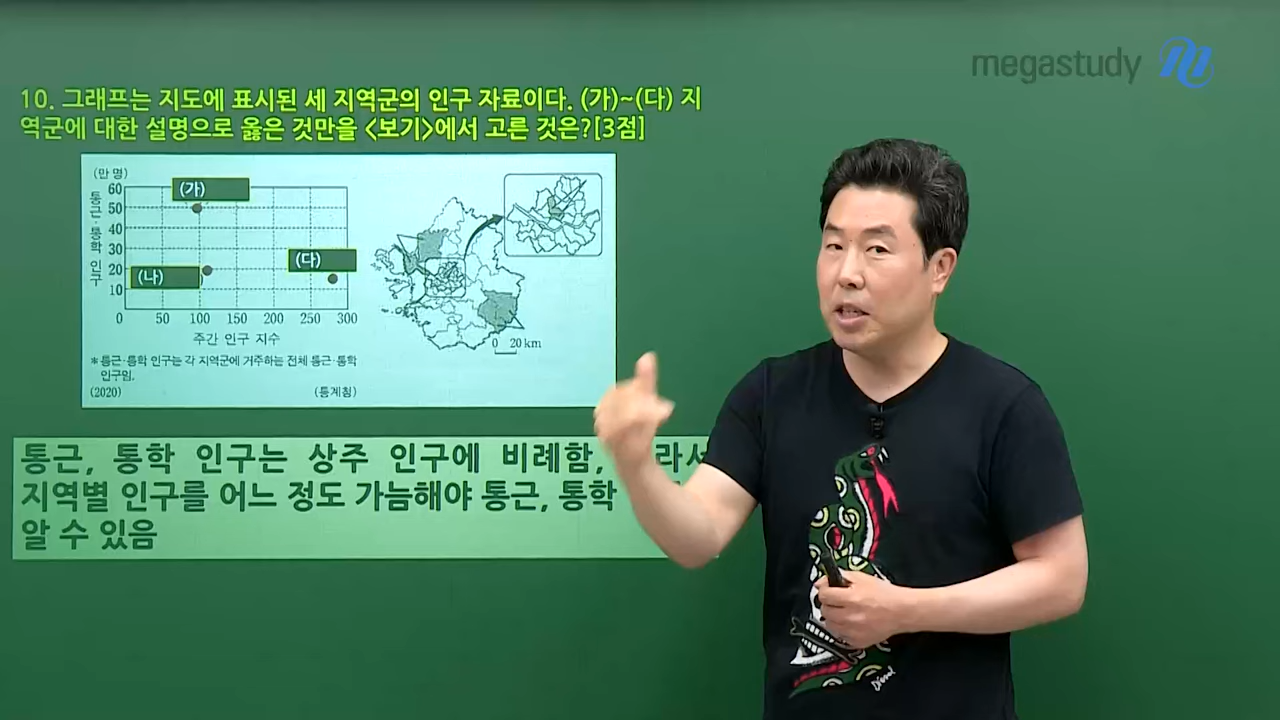 megastudy
10. 그래프는 지도에 표시된 세 지역군의 인구 자료이다. (가)~(다) 지
역군에 대한 설명으로 옳은 것만을 <보기>에서 고른 것은?[3점]
(만 명)
통근·통학 인구
60
50
40
30
20
10
0 50 100 150 200 250 300
주간 인구 지수
(가)
(나)
(다)
0 20 km
* 통근·통학 인구는 각 지역군에 거주하는 전체 통근·통학
인구임.
(2020) (통계청)
통근, 통학 인구는 상주 인구에 비례함,
지역별 인구를 어느 정도 가늠해야 통근, 통학
알 수 있음